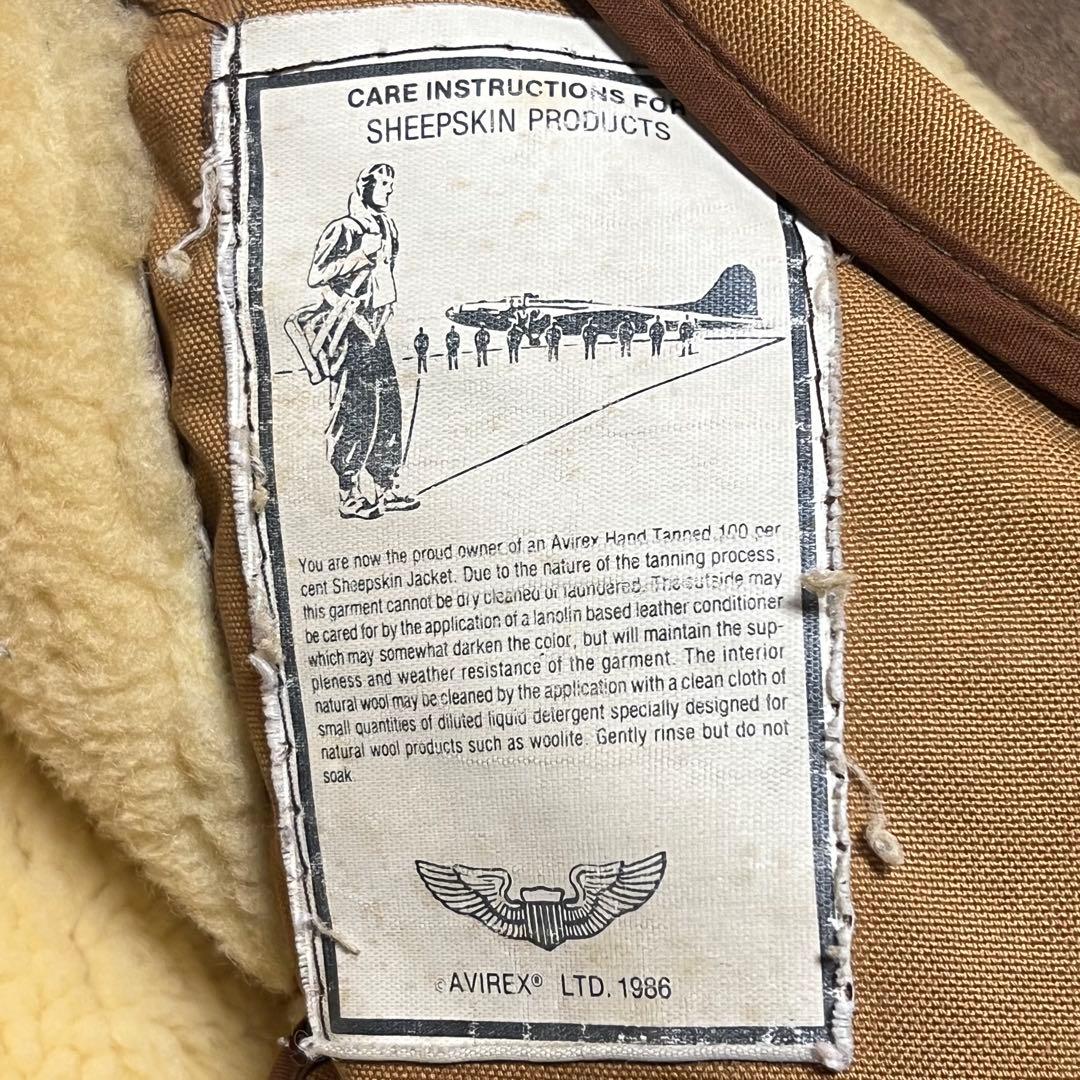 CARE INSTRUCTIONS FOR
SHEEPSKIN PRODUCTS
You are now the proud owner of an Avirex Hand Tanned 100 per
cent Sheepskin Jacket. Due to the nature of the tanning process,
this garment cannot be dry cleaned or laundered. The outside may
be cared for by the application of a lanolin based leather conditioner
which may somewhat darken the color, but will maintain the sup-
pleness and weather resistance of the garment. The interior
natural wool may be cleaned by the application with a clean cloth of
small quantities of diluted liquid detergent specially designed for
natural wool products such as woolite. Gently rinse but do not
soak.
©AVIREX® LTD. 1986